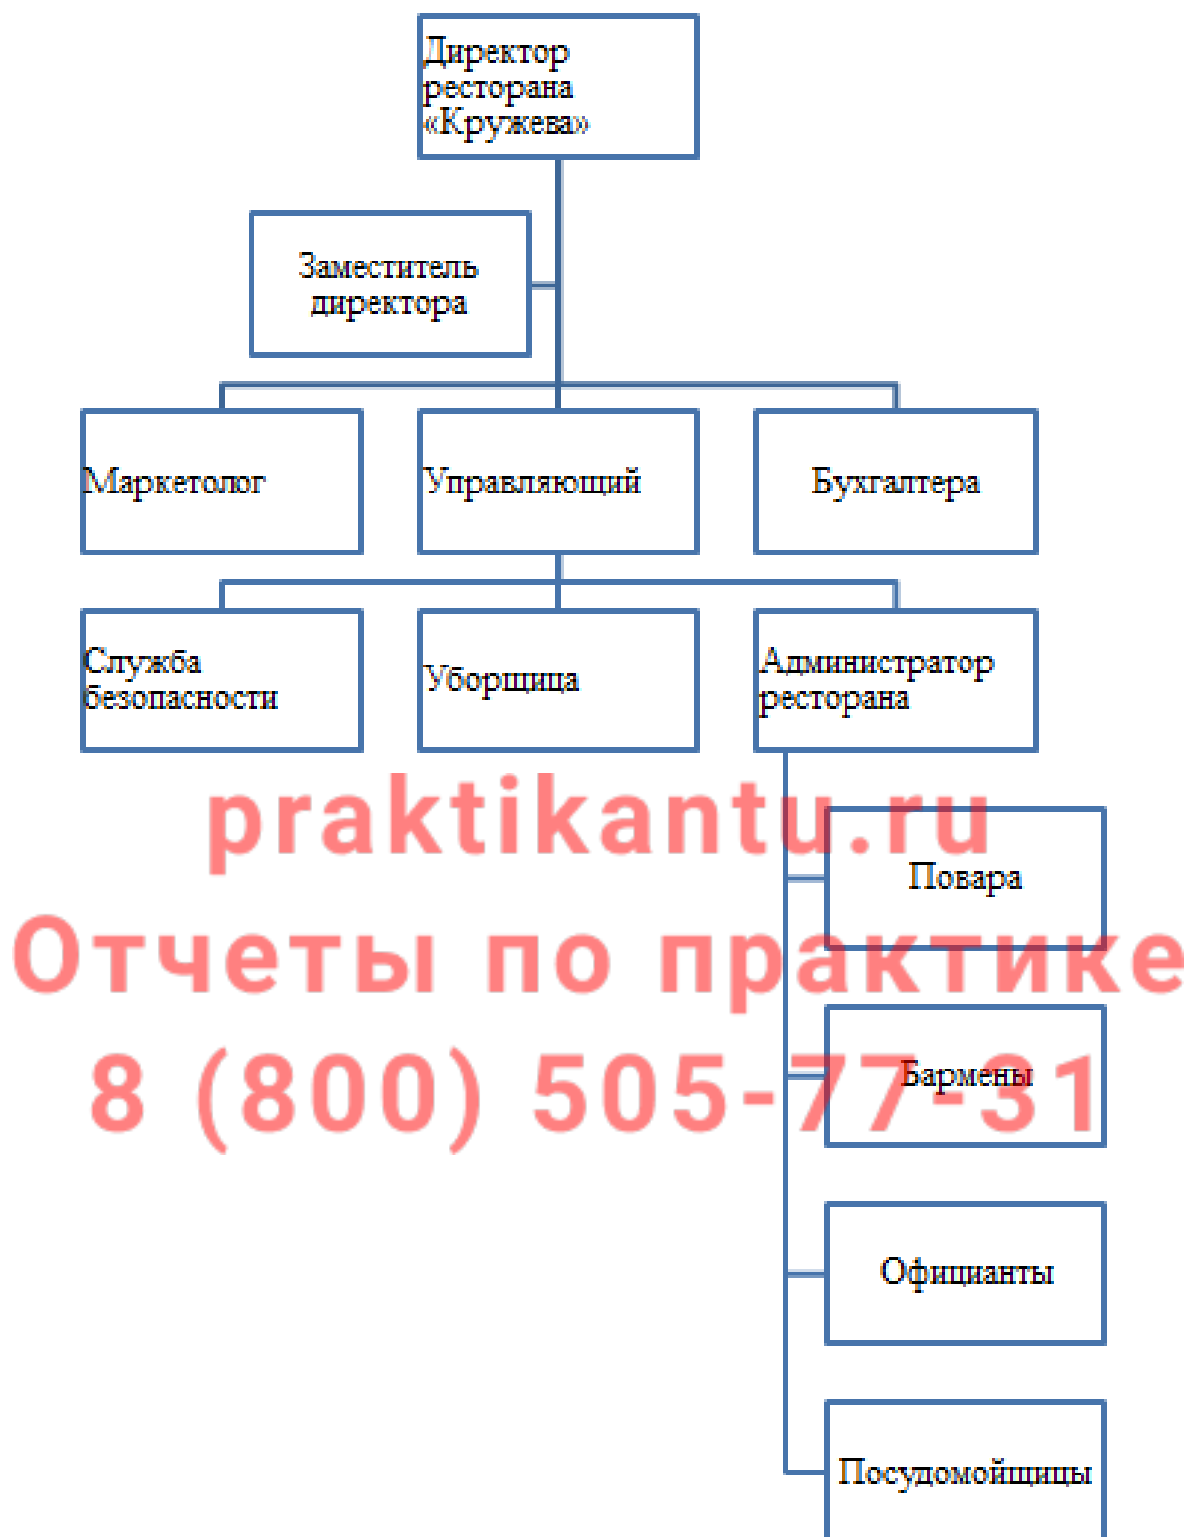 Директор
ресторана
«Кружева»
Заместитель
директора
Маркетолог
Управляющий
Бухгалтера
Служба
безопасности
Уборщица
Администратор
ресторана
praktikantu.ru
Повара
Отчеты по практике
8 (800) 505-77-31
Бармены
Официанты
Посудомойщицы